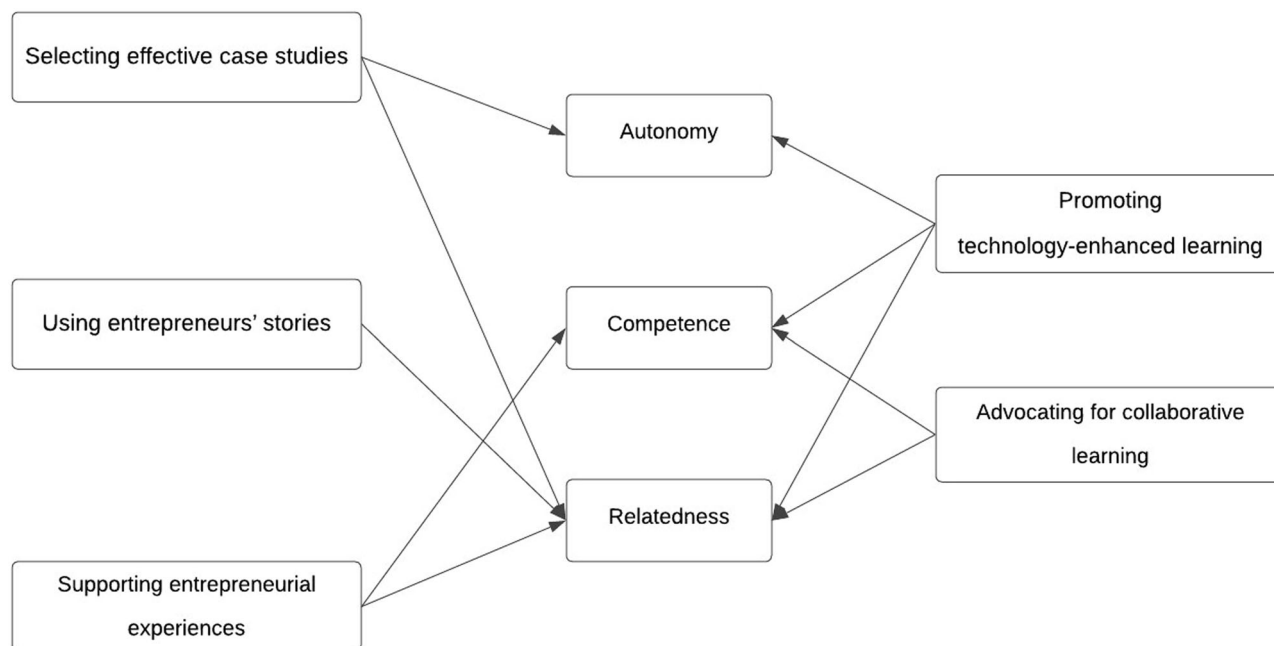 Selecting effective case studies
Using entrepreneurs’ stories
Supporting entrepreneurial
experiences
Autonomy
Competence
Relatedness
Promoting
technology-enhanced learning
Advocating for collaborative
learning